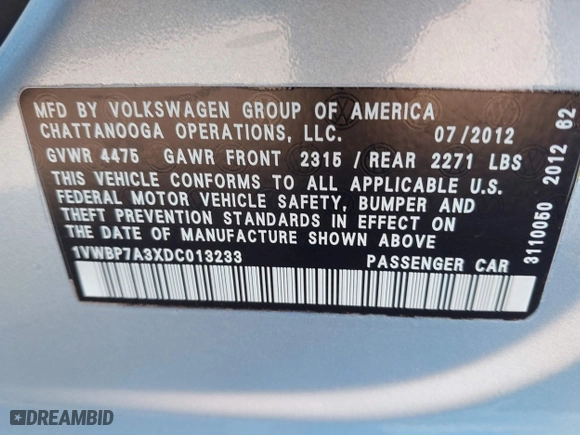 MFD BY VOLKSWAGEN GROUP OF AMERICA
CHATTANOOGA OPERATIONS, LLC. 07/2012
GVWR 4475 GAWR FRONT 2315 / REAR 2271 LBS
THIS VEHICLE CONFORMS TO ALL APPLICABLE U.S.
FEDERAL MOTOR VEHICLE SAFETY, BUMPER AND
THEFT PREVENTION STANDARDS IN EFFECT ON
THE DATE OF MANUFACTURE SHOWN ABOVE
1VWBP7A3XDC013233 PASSENGER CAR
3110050 2012 62
DREAMBID